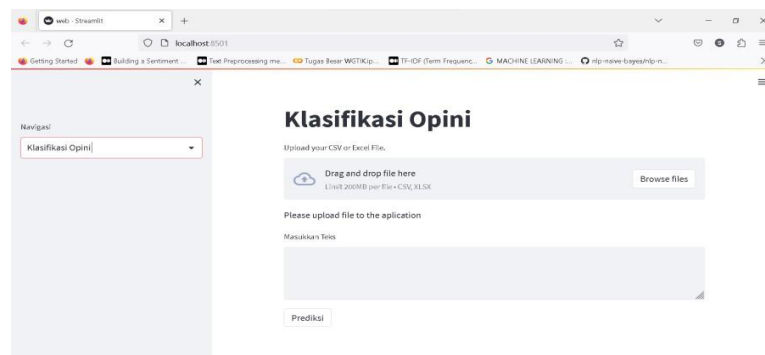 web · Streamlit
localhost:8501
Getting Started
Building a Sentiment ...
Text Preprocessing me...
Tugas Besar WGTIK.ip...
TF-IDF (Term Frequenc...
MACHINE LEARNING :...
nlp-naive-bayes/nlp-n...
Navigasi
Klasifikasi Opini
Klasifikasi Opini
Upload your CSV or Excel File.
Drag and drop file here
Limit 200MB per file • CSV, XLSX
Browse files
Please upload file to the aplication
Masukkan Teks
Prediksi